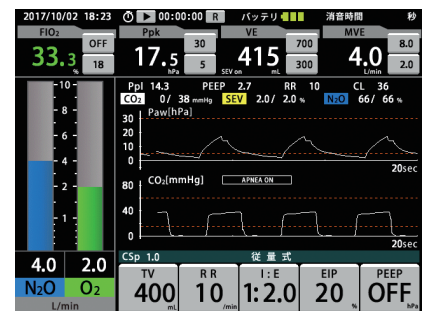 2017/10/02 18:23 00:00:00 R バッテリ 消音時間 秒
FIO2 OFF 33.3 % 18
Ppk 30 17.5 hPa 5
VE 700 415 SEV on mL 300
MVE 8.0 4.0 L/min 2.0
Ppl 14.3 PEEP 2.7 RR 10 CL 36
CO2 0/ 38 mmHg SEV 2.0/ 2.0 % N2O 66/ 66 %
Paw[hPa]
30
20
10
0
20sec
CO2[mmHg] APNEA ON
80
40
0
20sec
10
8
6
4
2
1
4.0 2.0
N2O O2
L/min
CSp 1.0 従量式
TV RR I:E EIP PEEP
400 mL 10 /min 1:2.0 20 % OFF hPa